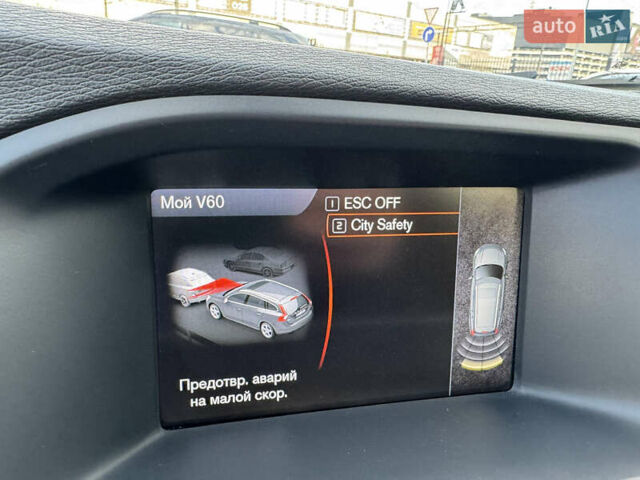 auto RIA
Мой V60
1 ESC OFF
2 City Safety
Предотвр. аварий
на малой скор.